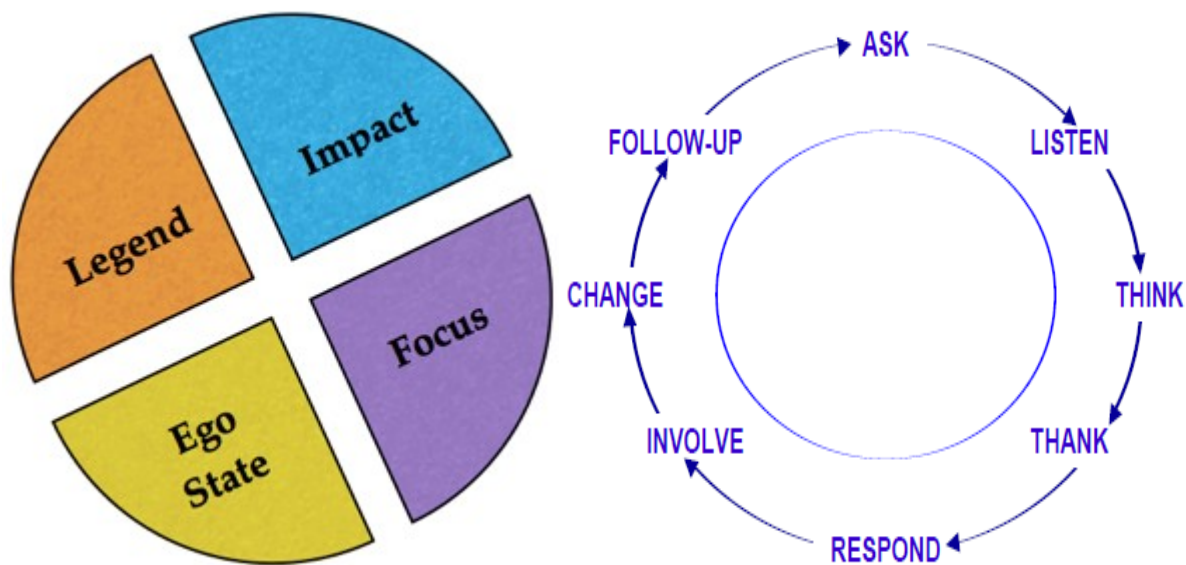 Impact
Legend
Focus
Ego
State
ASK
LISTEN
THINK
THANK
RESPOND
INVOLVE
CHANGE
FOLLOW-UP